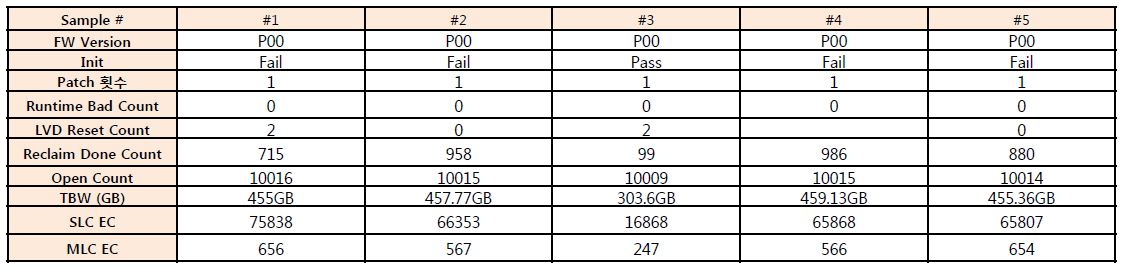 Sample # #1 #2 #3 #4 #5
FW Version P00 P00 P00 P00 P00
Init Fail Fail Pass Fail Fail
Patch 횟수 1 1 1 1 1
Runtime Bad Count 0 0 0 0 0
LVD Reset Count 2 0 2 0
Reclaim Done Count 715 958 99 986 880
Open Count 10016 10015 10009 10015 10014
TBW (GB) 455GB 457.77GB 303.6GB 459.13GB 455.36GB
SLC EC 75838 66353 16868 65868 65807
MLC EC 656 567 247 566 654